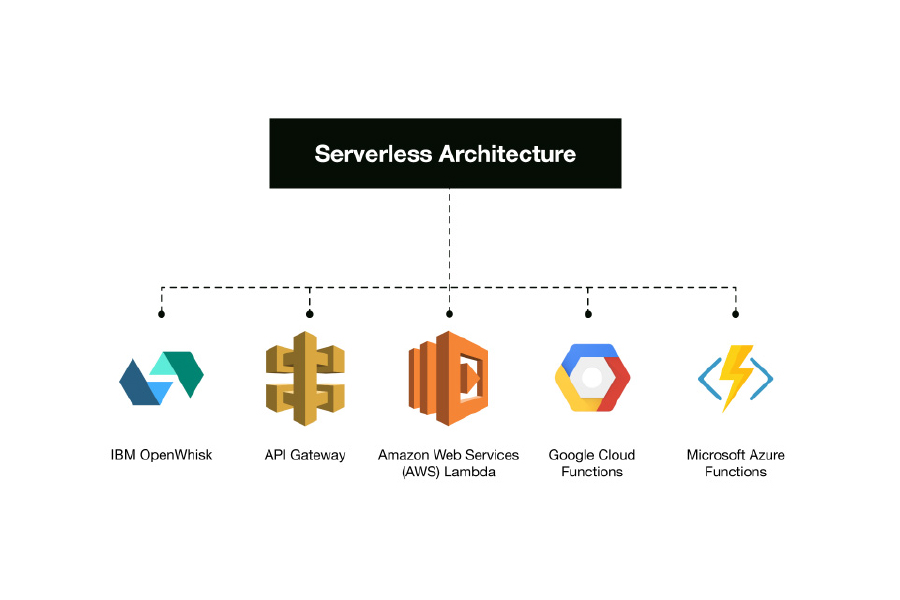 Serverless Architecture
IBM OpenWhisk
API Gateway
Amazon Web Services
(AWS) Lambda
Google Cloud
Functions
Microsoft Azure
Functions